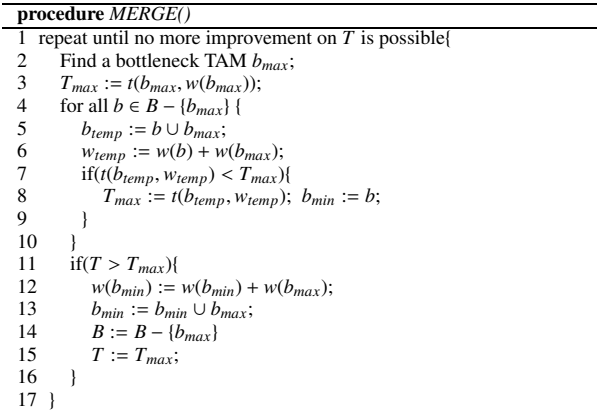 procedure MERGE()
1 repeat until no more improvement on T is possible{
2 Find a bottleneck TAM b_max;
3 T_max := t(b_max, w(b_max));
4 for all b ∈ B − {b_max} {
5 b_temp := b ∪ b_max;
6 w_temp := w(b) + w(b_max);
7 if(t(b_temp, w_temp) < T_max){
8 T_max := t(b_temp, w_temp); b_min := b;
9 }
10 }
11 if(T > T_max){
12 w(b_min) := w(b_min) + w(b_max);
13 b_min := b_min ∪ b_max;
14 B := B − {b_max}
15 T := T_max;
16 }
17 }